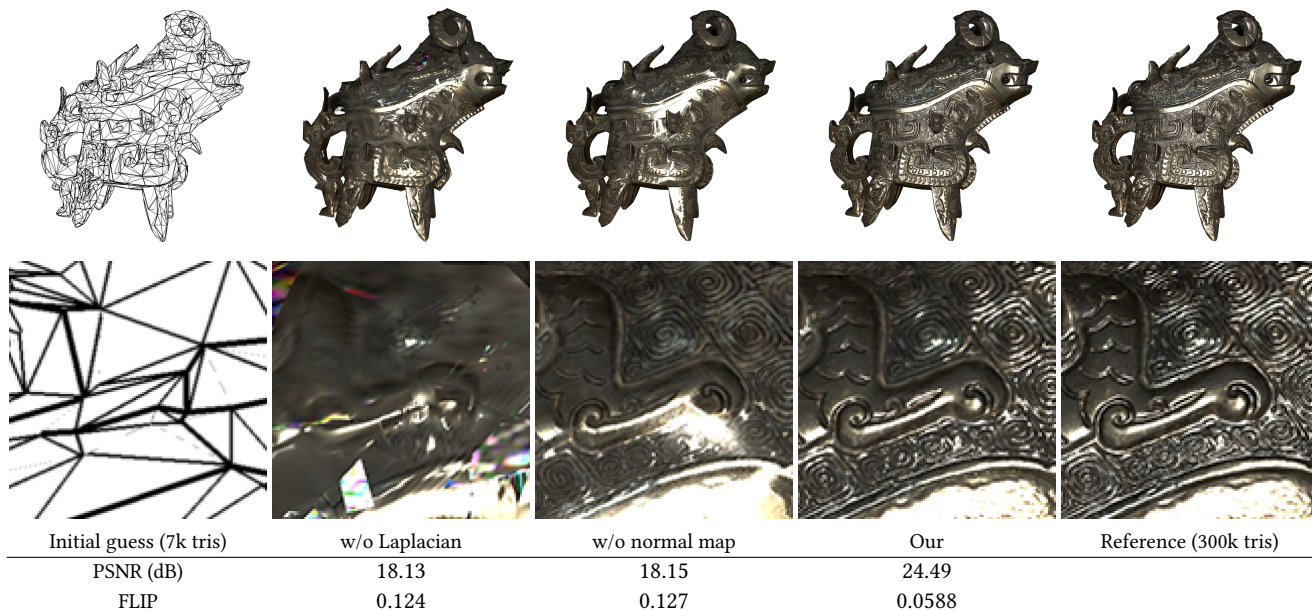 Initial guess (7k tris) w/o Laplacian w/o normal map Our Reference (300k tris)
PSNR (dB) 18.13 18.15 24.49
FLIP 0.124 0.127 0.0588